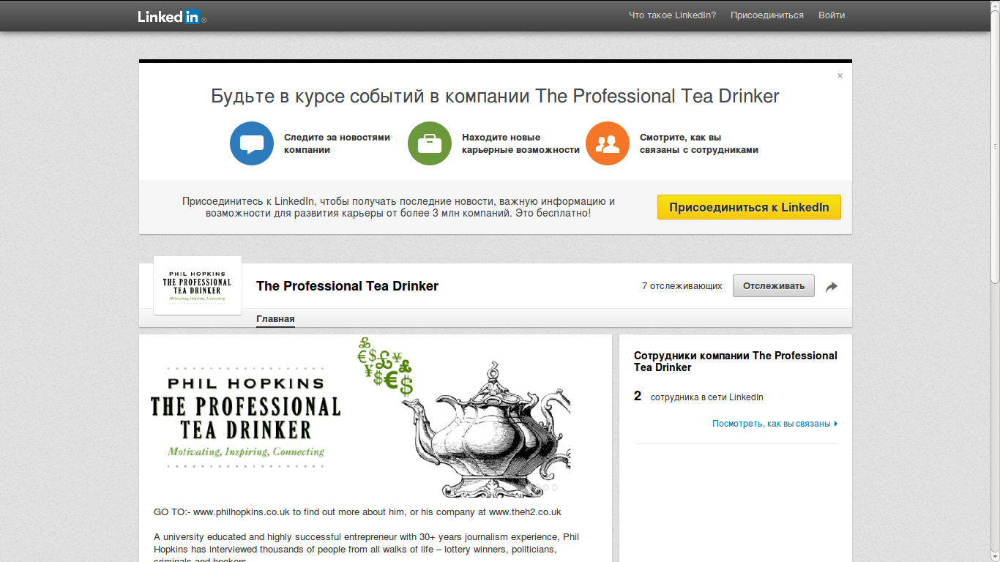 Linked in ®
Что такое LinkedIn? Присоединиться Войти
×
Будьте в курсе событий в компании The Professional Tea Drinker
Следите за новостями
компании
Находите новые
карьерные возможности
Смотрите, как вы
связаны с сотрудниками
Присоединитесь к LinkedIn, чтобы получать последние новости, важную информацию и
возможности для развития карьеры от более 3 млн компаний. Это бесплатно!
Присоединиться к LinkedIn
PHIL HOPKINS
THE PROFESSIONAL
TEA DRINKER
Motivating, Inspiring, Connecting
The Professional Tea Drinker
7 отслеживающих
Отслеживать
Главная
£
€$£¥
¥$€£
$
PHIL HOPKINS
THE PROFESSIONAL
TEA DRINKER
Motivating, Inspiring, Connecting
GO TO:- www.philhopkins.co.uk to find out more about him, or his company at www.theh2.co.uk
A university educated and highly successful entrepreneur with 30+ years journalism experience, Phil
Hopkins has interviewed thousands of people from all walks of life – lottery winners, politicians,
criminals and hookers
Сотрудники компании The Professional
Tea Drinker
2 сотрудника в сети LinkedIn
Посмотреть, как вы связаны